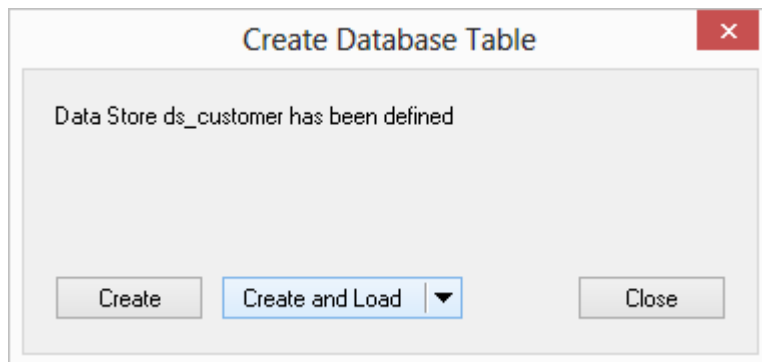 Create Database Table
Data Store ds_customer has been defined
Create
Create and Load
Close